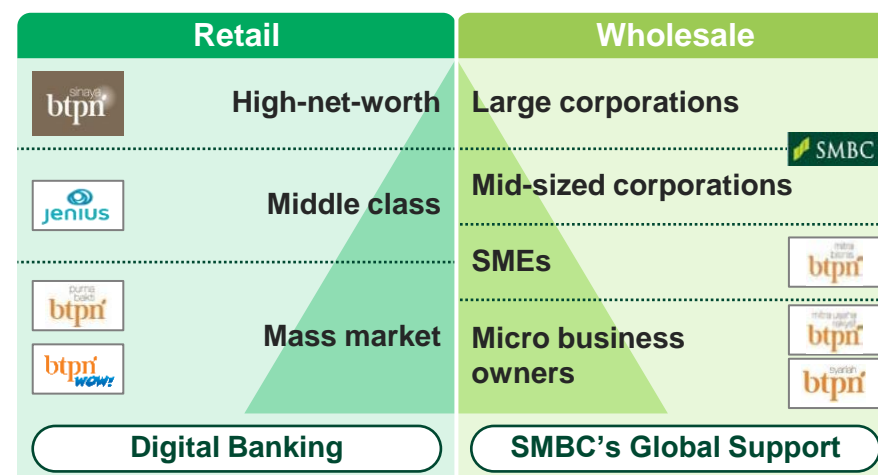 Retail
Wholesale
sinaya
btpn
High-net-worth
Large corporations
SMBC
jenius
Middle class
Mid-sized corporations
SMEs
mitra
bisnis
btpn
purna
bakti
btpn
btpn
wow!
Mass market
Micro business
owners
mitra usaha
rakyat
btpn
syariah
btpn
Digital Banking
SMBC's Global Support